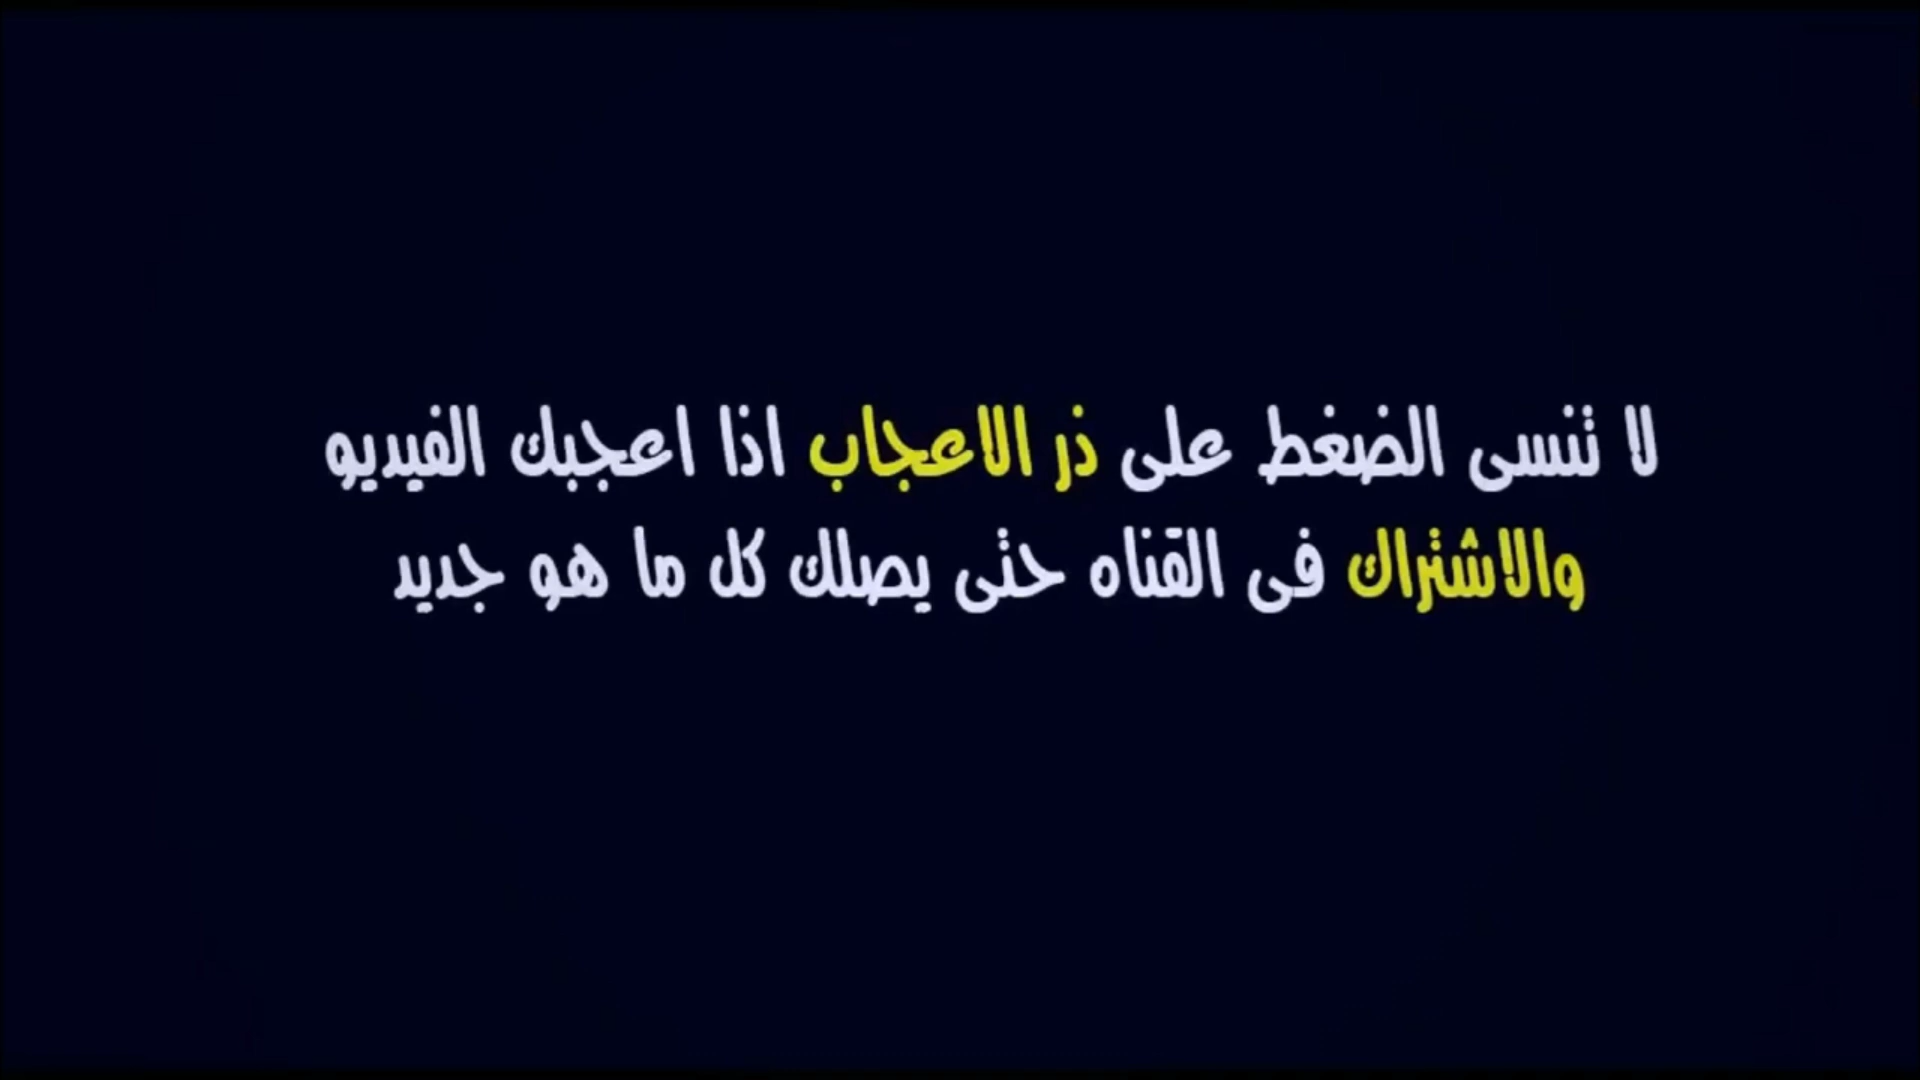 لا تنسى الضغط على ذر الاعجاب اذا اعجبك الفيديو
والاشتراك فى القناه حتى يصلك كل ما هو جديد